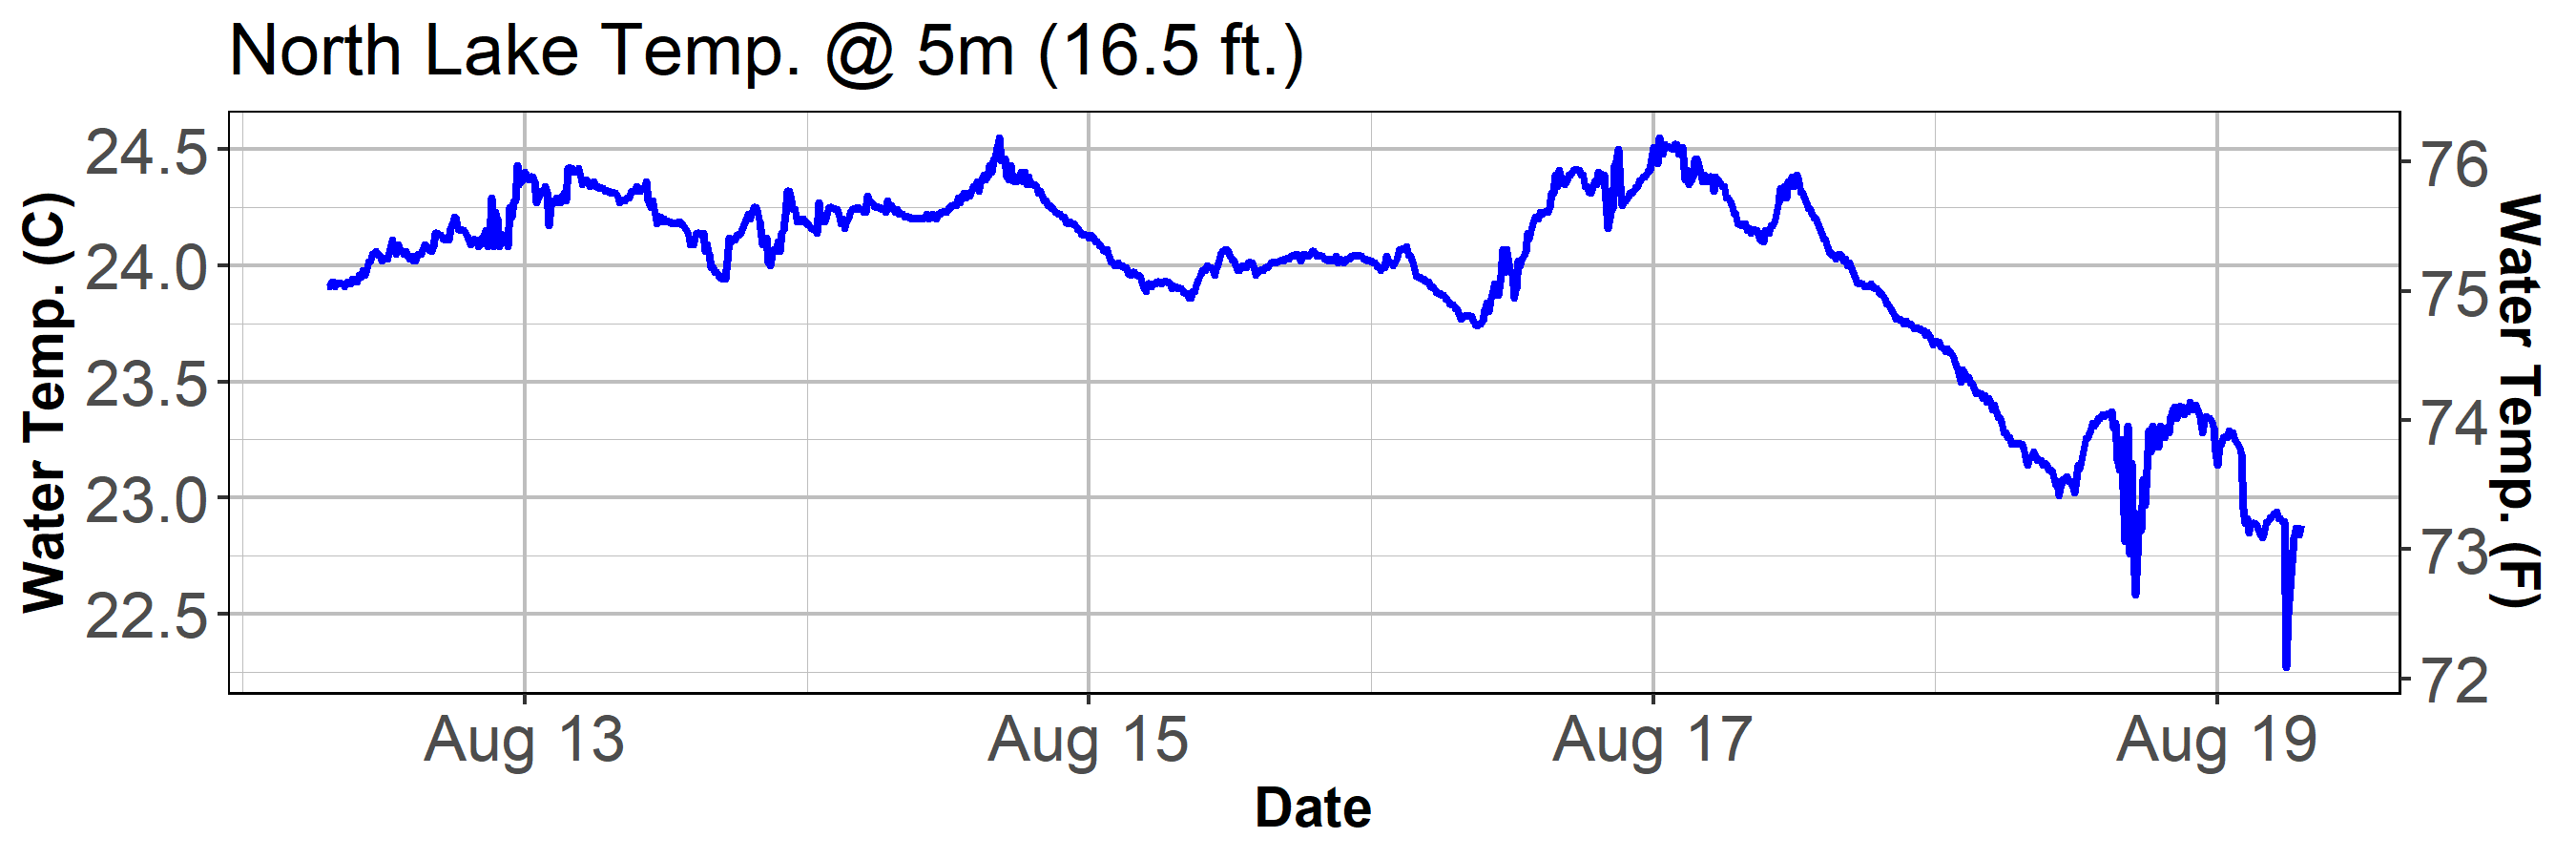 North Lake Temp. @ 5m (16.5 ft.)
Water Temp. (C)
24.5
24.0
23.5
23.0
22.5
76
75
74
73
72
Water Temp. (F)
Aug 13
Aug 15
Aug 17
Aug 19
Date